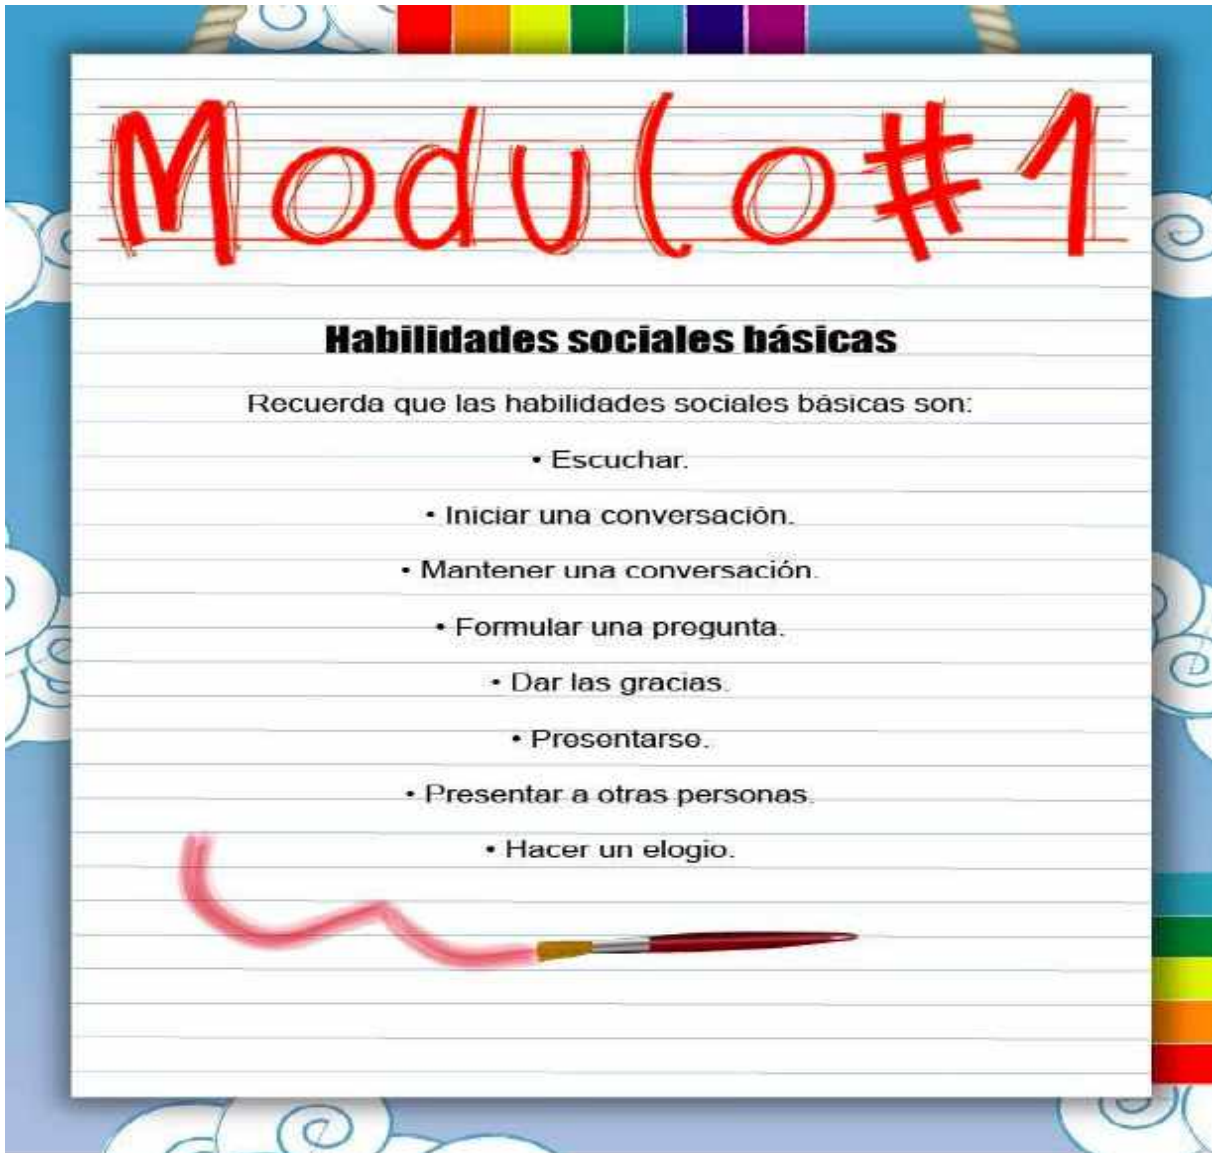 Modulo#1
Habilidades sociales básicas
Recuerda que las habilidades sociales básicas son:
• Escuchar.
• Iniciar una conversación.
• Mantener una conversación.
• Formular una pregunta.
• Dar las gracias.
• Presentarse.
• Presentar a otras personas.
• Hacer un elogio.